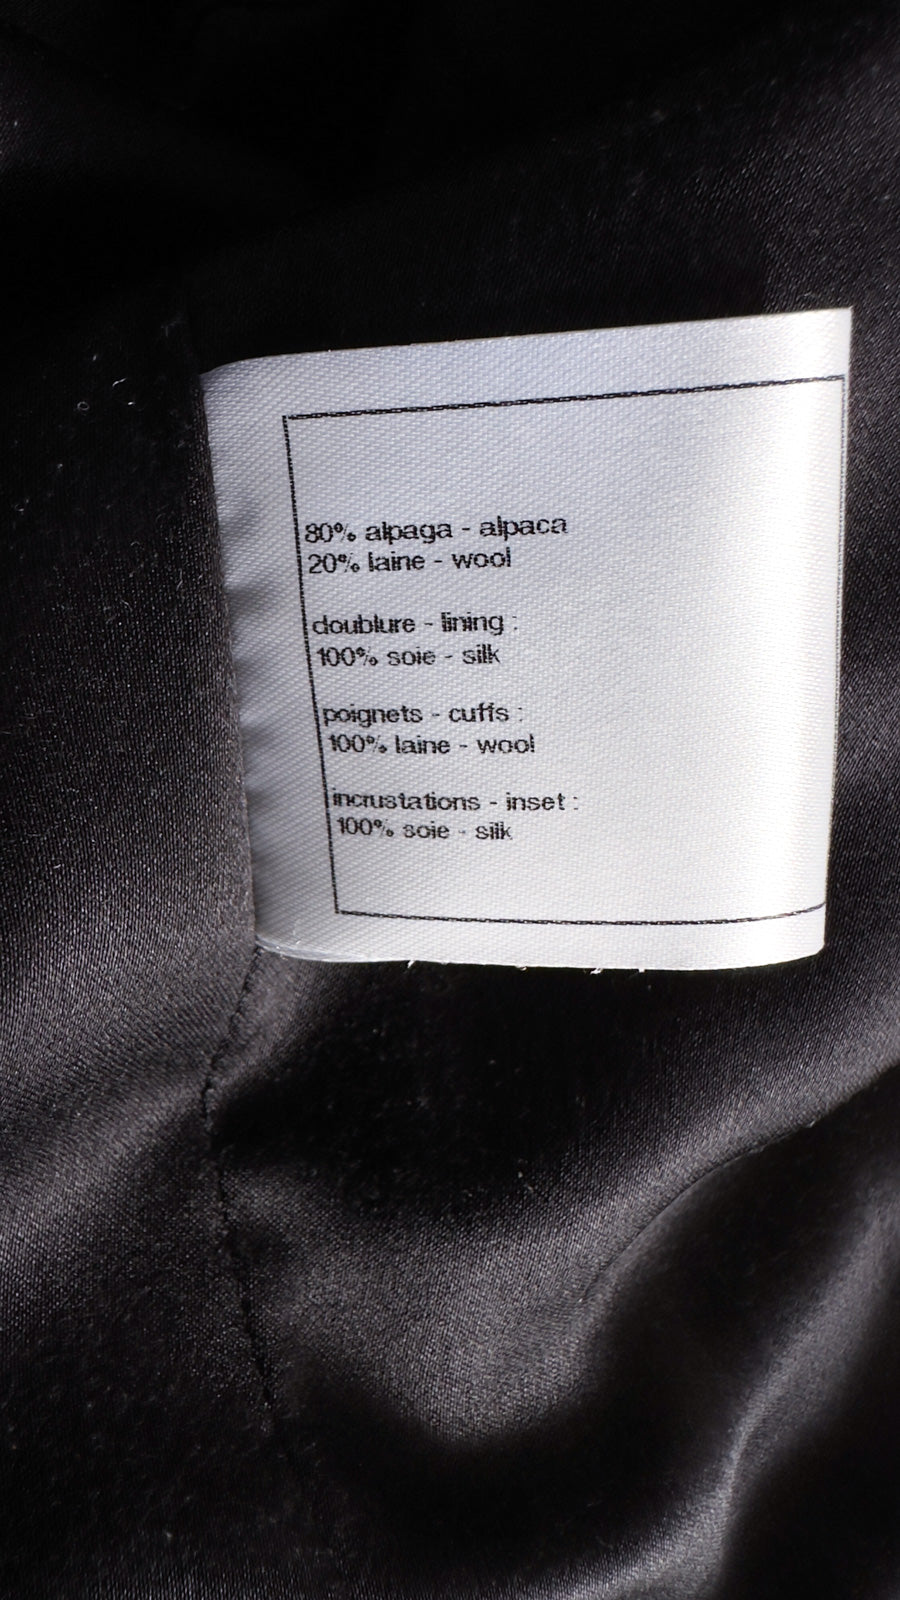 80% alpaga - alpaca
20% laine - wool
doublure - lining :
100% soie - silk
poignets - cuffs :
100% laine - wool
incrustations - inset :
100% soie - silk